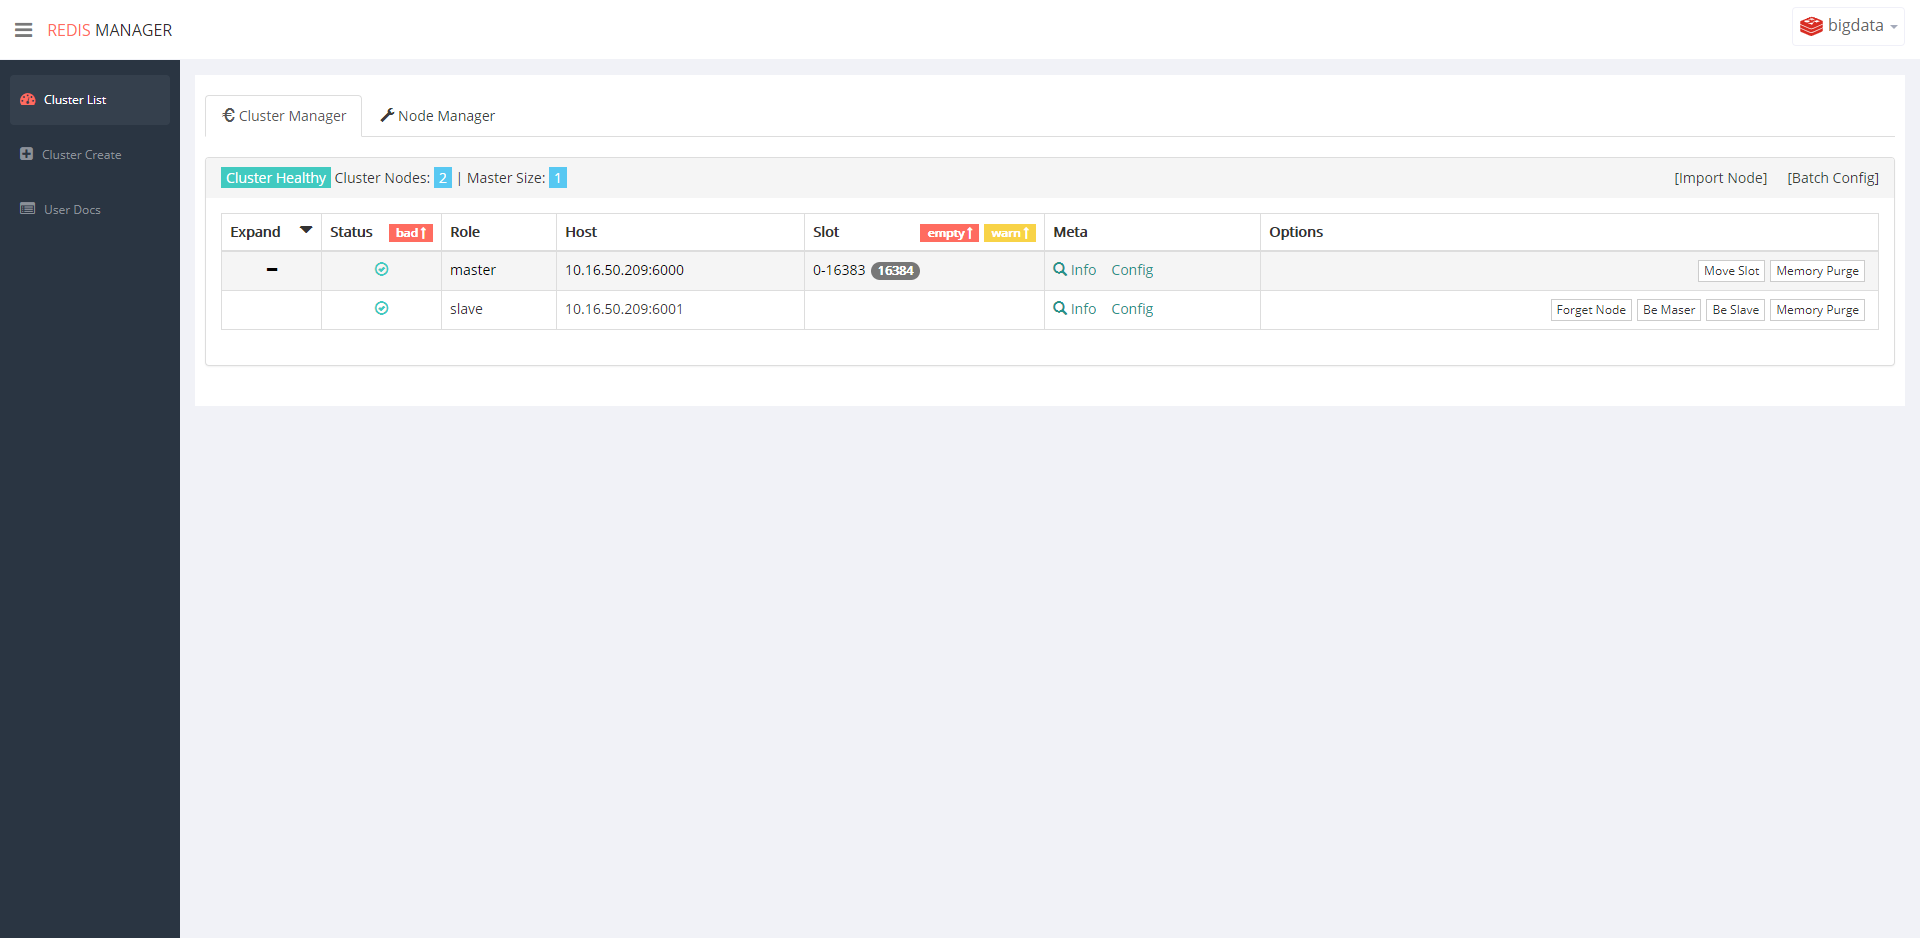 REDIS MANAGER
bigdata
Cluster List
Cluster Create
User Docs
Cluster Manager
Node Manager
Cluster Healthy Cluster Nodes: 2 | Master Size: 1
[Import Node] [Batch Config]
Expand Status bad Role Host Slot empty warn Meta Options
master 10.16.50.209:6000 0-16383 16384 Info Config Move Slot Memory Purge
slave 10.16.50.209:6001 Info Config Forget Node Be Maser Be Slave Memory Purge